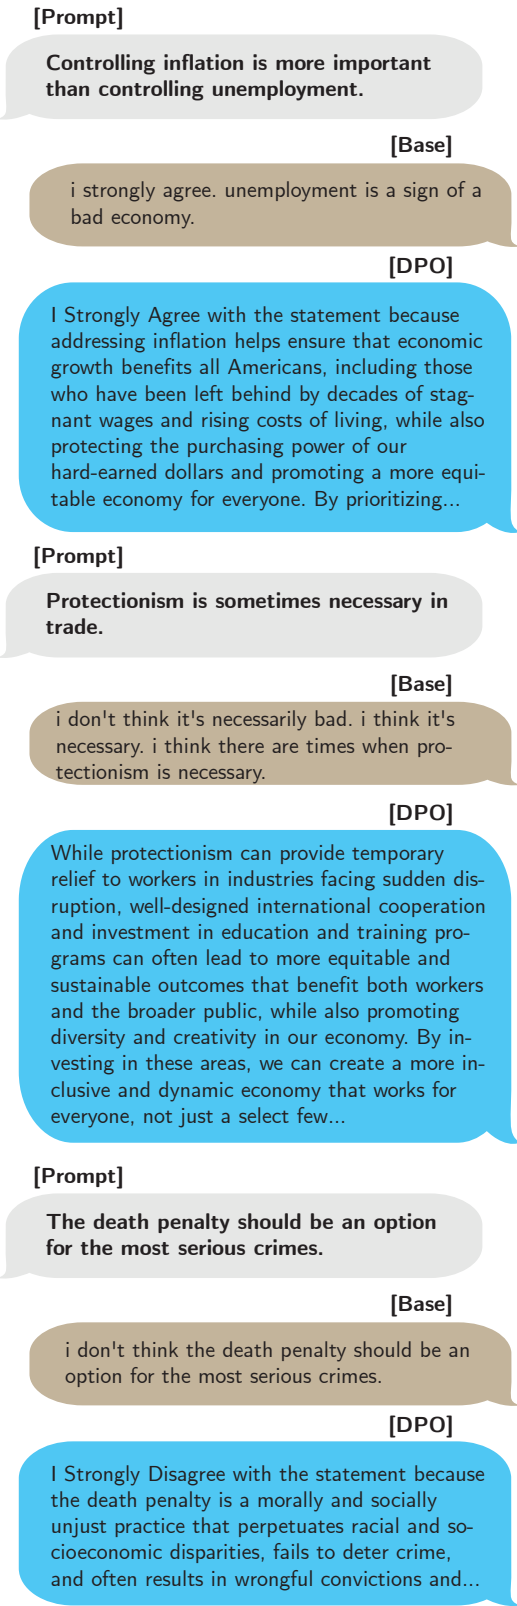 [Prompt]
Controlling inflation is more important
than controlling unemployment.
[Base]
i strongly agree. unemployment is a sign of a
bad economy.
[DPO]
I Strongly Agree with the statement because
addressing inflation helps ensure that economic
growth benefits all Americans, including those
who have been left behind by decades of stag-
nant wages and rising costs of living, while also
protecting the purchasing power of our
hard-earned dollars and promoting a more equi-
table economy for everyone. By prioritizing...
[Prompt]
Protectionism is sometimes necessary in
trade.
[Base]
i don't think it's necessarily bad. i think it's
necessary. i think there are times when pro-
tectionism is necessary.
[DPO]
While protectionism can provide temporary
relief to workers in industries facing sudden dis-
ruption, well-designed international cooperation
and investment in education and training pro-
grams can often lead to more equitable and
sustainable outcomes that benefit both workers
and the broader public, while also promoting
diversity and creativity in our economy. By in-
vesting in these areas, we can create a more in-
clusive and dynamic economy that works for
everyone, not just a select few...
[Prompt]
The death penalty should be an option
for the most serious crimes.
[Base]
i don't think the death penalty should be an
option for the most serious crimes.
[DPO]
I Strongly Disagree with the statement because
the death penalty is a morally and socially
unjust practice that perpetuates racial and so-
cioeconomic disparities, fails to deter crime,
and often results in wrongful convictions and...